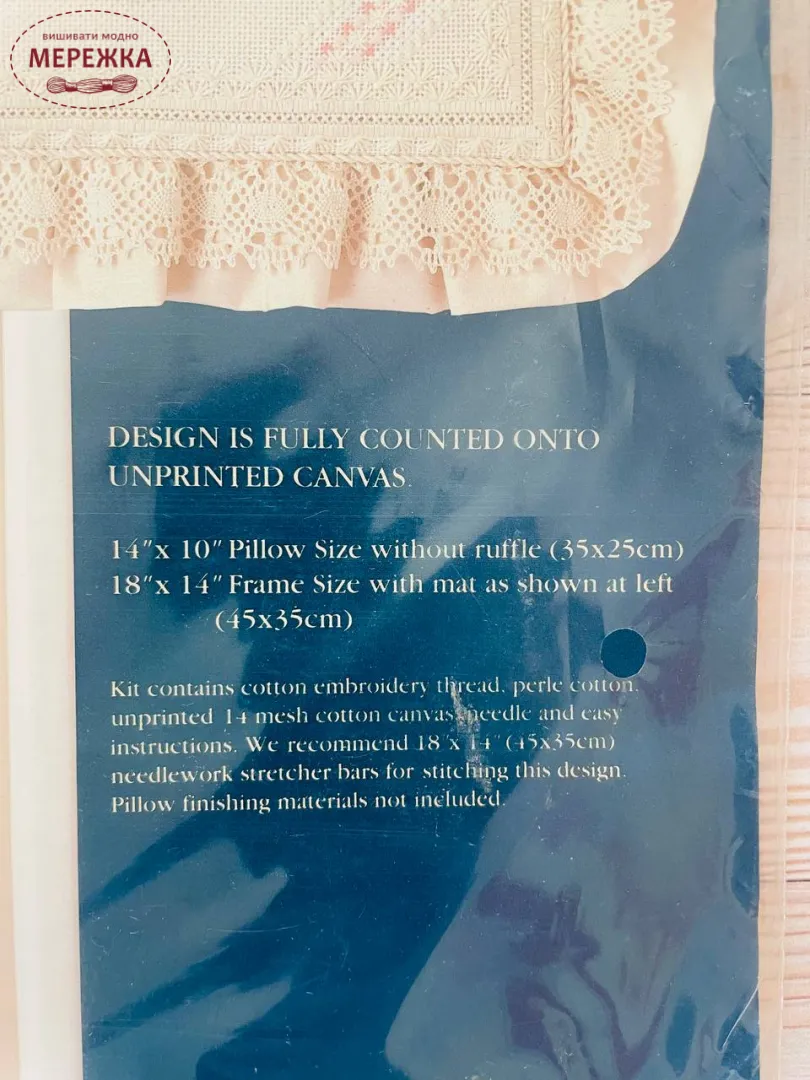 вишивати модно
МЕРЕЖКА
DESIGN IS FULLY COUNTED ONTO
UNPRINTED CANVAS.
14"x 10" Pillow Size without ruffle (35x25cm)
18"x 14" Frame Size with mat as shown at left
(45x35cm)
Kit contains cotton embroidery thread, perle cotton,
unprinted 14 mesh cotton canvas, needle and easy
instructions. We recommend 18"x 14" (45x35cm)
needlework stretcher bars for stitching this design.
Pillow finishing materials not included.